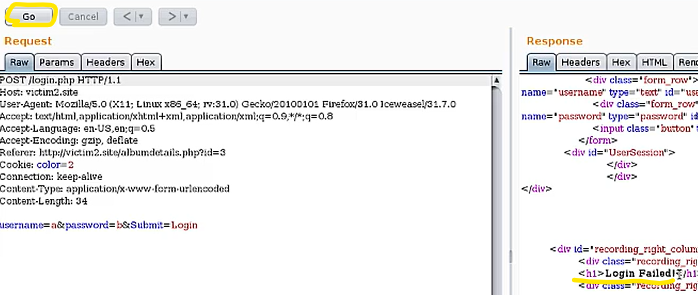 Go Cancel < >
Request
Raw Params Headers Hex
POST /login.php HTTP/1.1
Host: victim2.site
User-Agent: Mozilla/5.0 (X11; Linux x86_64; rv:31.0) Gecko/20100101 Firefox/31.0 Iceweasel/31.7.0
Accept: text/html,application/xhtml+xml,application/xml;q=0.9,*/*;q=0.8
Accept-Language: en-US,en;q=0.5
Accept-Encoding: gzip, deflate
Referer: http://victim2.site/albumdetails.php?id=3
Cookie: color=2
Connection: keep-alive
Content-Type: application/x-www-form-urlencoded
Content-Length: 34
username=a&password=b&Submit=Login
Response
Raw Headers Hex HTML Rend
<div class="form_row"
name="username" type="text" id="use
<div class="form_row
name="password" type="password" id
<input class="button"
</form>
<div id="UserSession">
</div>
</div>
</div>
<div id="recording_right_colum
<div class="recording_rig
<h1>Login Failed!</h1
<div class="recording_rig